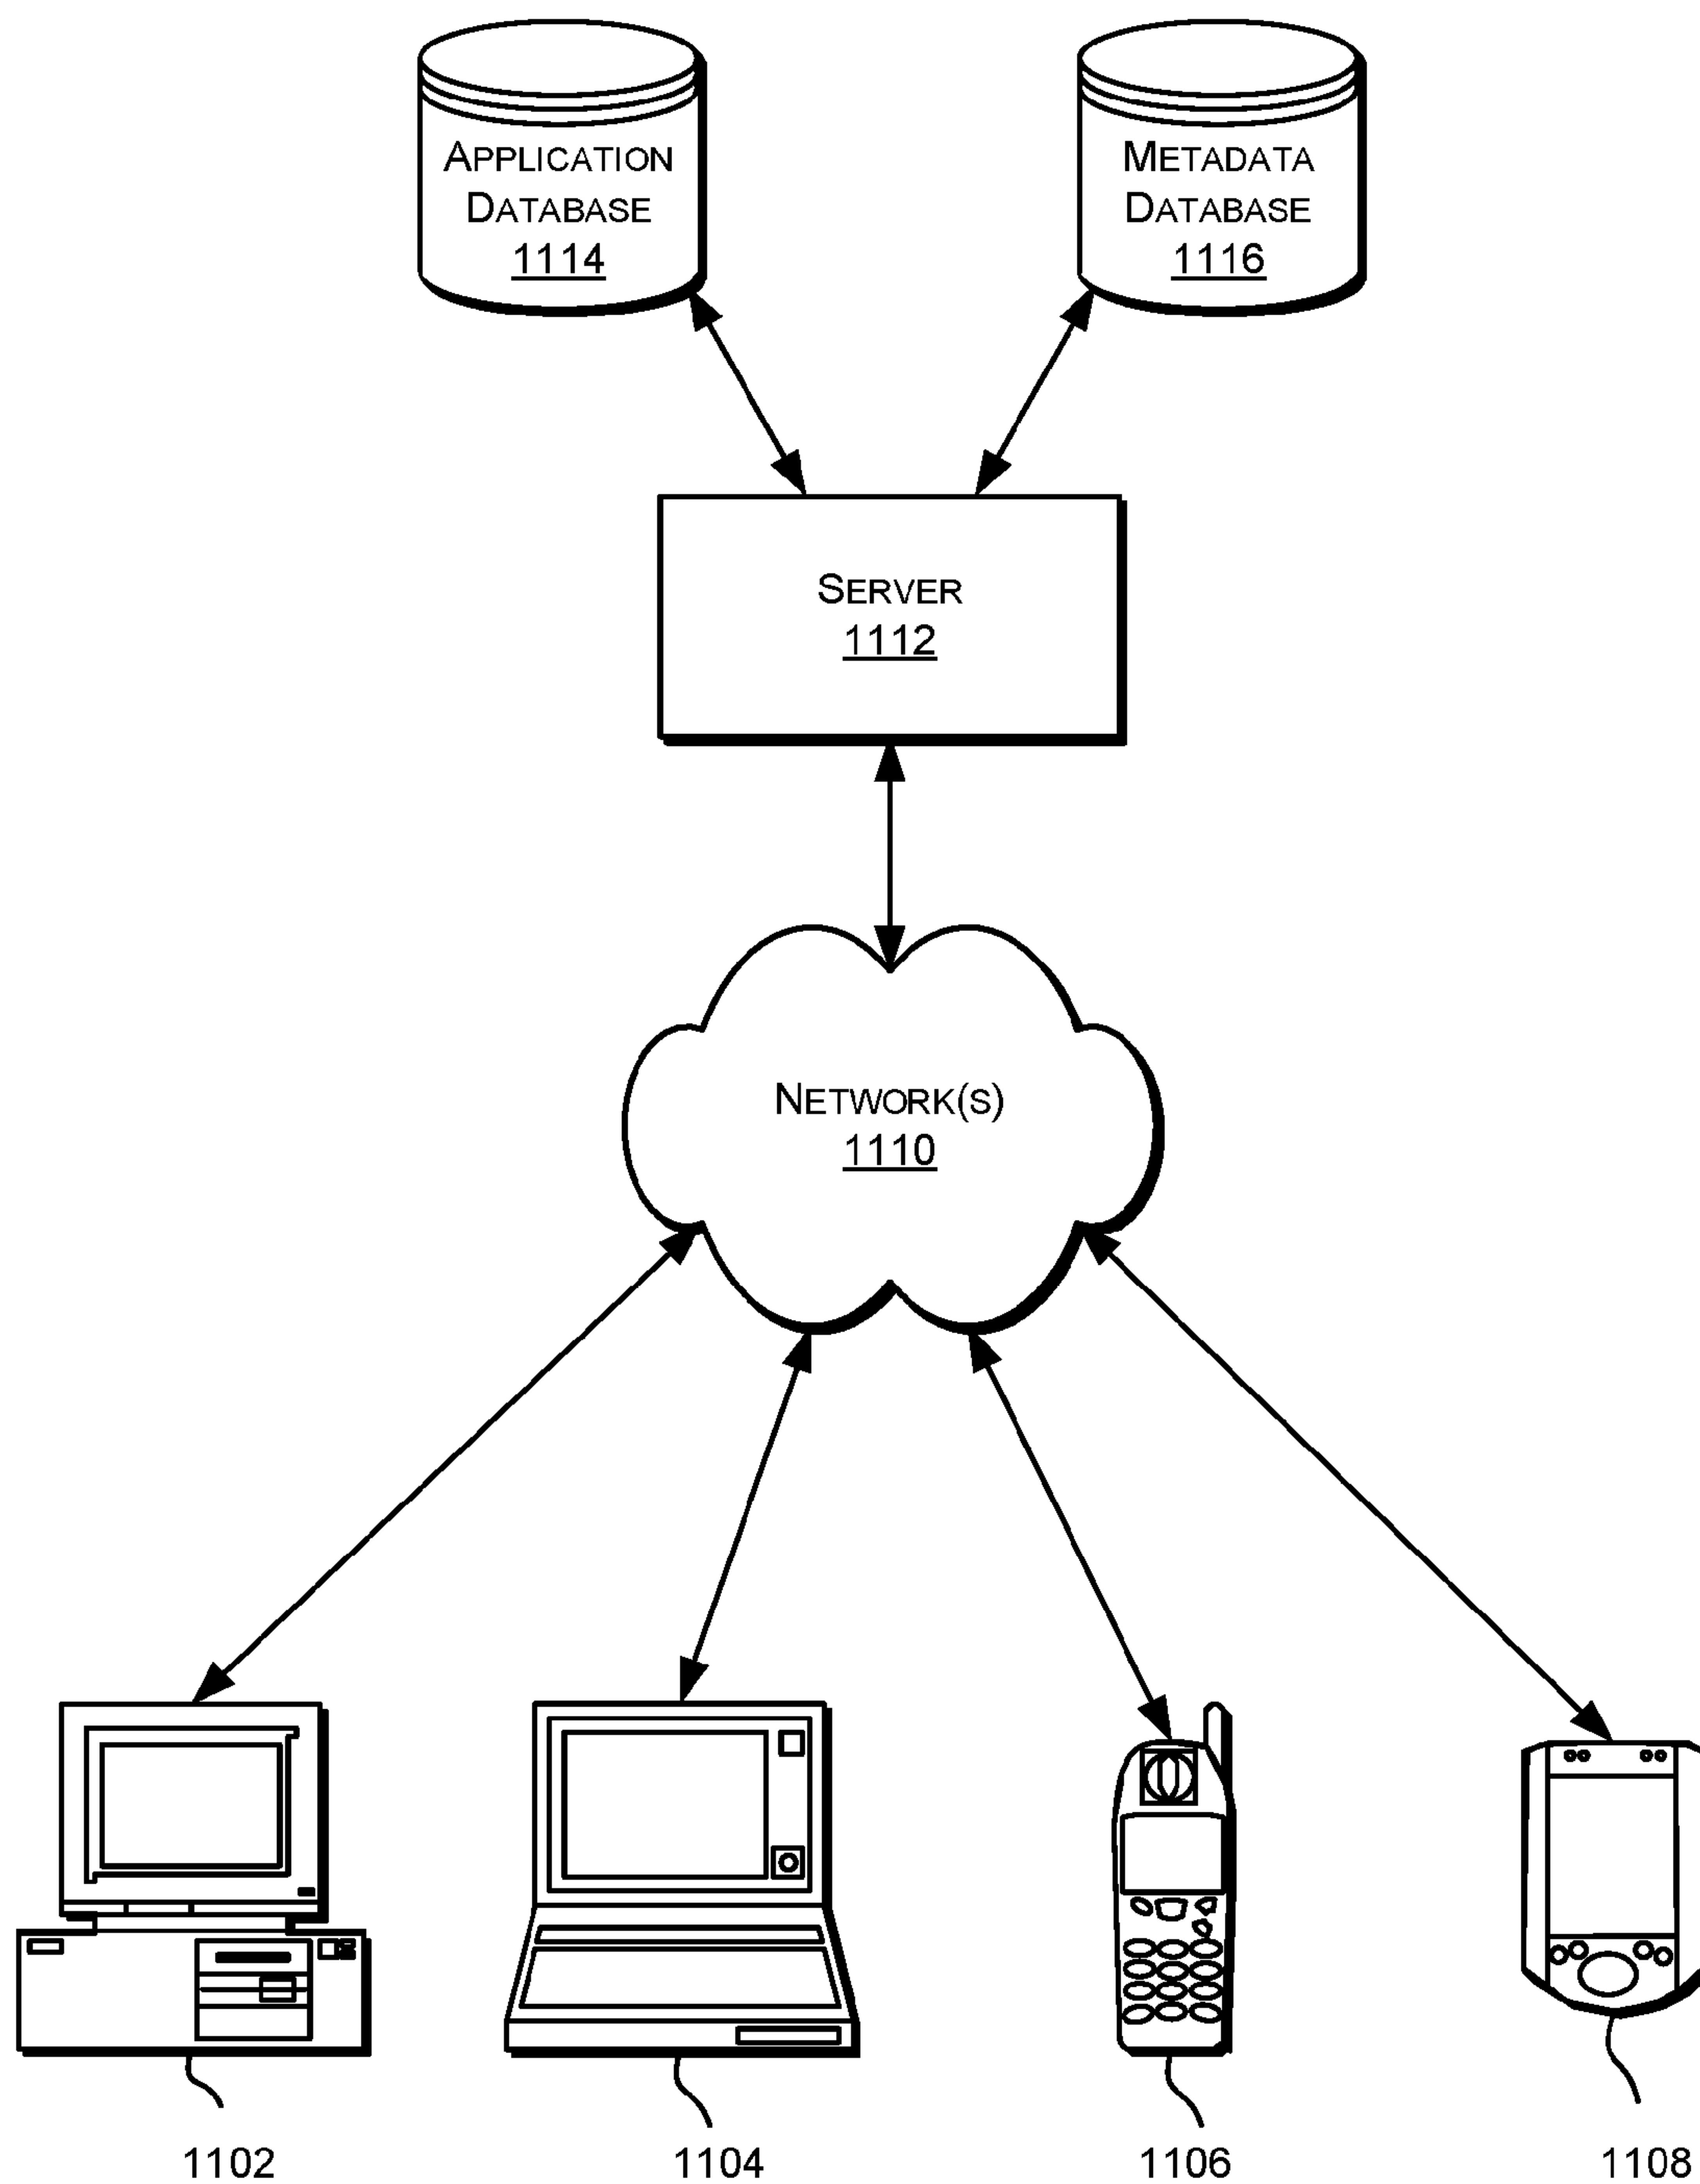 APPLICATION
DATABASE
1114
METADATA
DATABASE
1116
SERVER
1112
NETWORK(S)
1110
1102
1104
1106
1108